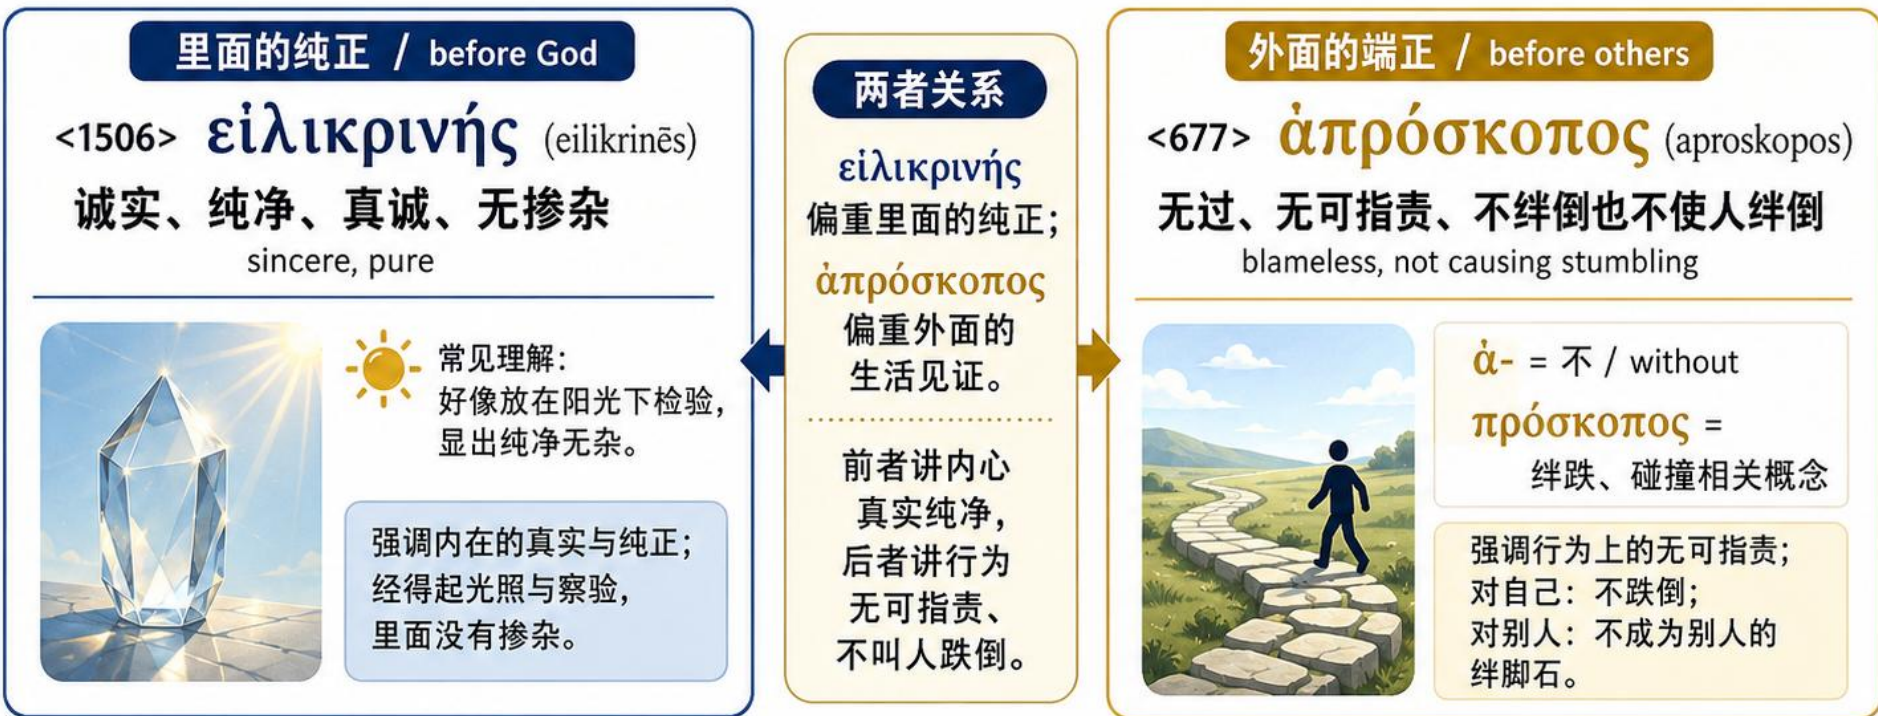 里面的纯正 / before God
<1506> εἰλικρινής (eilikrinēs)
诚实、纯净、真诚、无掺杂
sincere, pure
常见理解：
好像放在阳光下检验，
显出纯净无杂。
强调内在的真实与纯正；
经得起光照与察验，
里面没有掺杂。
两者关系
εἰλικρινής
偏重里面的纯正；
ἀπρόσκοπος
偏重外面的
生活见证。
前者讲内心
真实纯净，
后者讲行为
无可指责、
不叫人跌倒。
外面的端正 / before others
<677> ἀπρόσκοπος (aproskopos)
无过、无可指责、不绊倒也不使人绊倒
blameless, not causing stumbling
ἀ- = 不 / without
πρόσκοπος =
绊跌、碰撞相关概念
强调行为上的无可指责；
对自己：不跌倒；
对别人：不成为别人的
绊脚石。